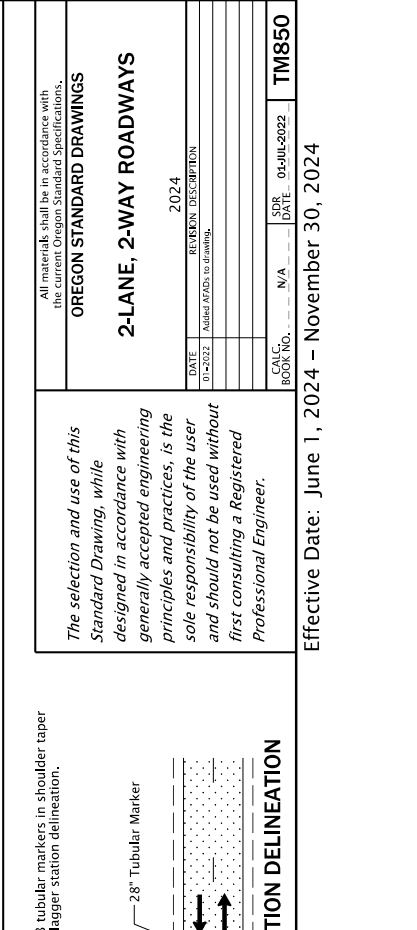 tubular markers in shoulder taper
station delineation.
28" Tubular Marker
DELINEATION
The selection and use of this
Standard Drawing, while
designed in accordance with
generally accepted engineering
principles and practices, is the
sole responsibility of the user
and should not be used without
first consulting a Registered
Professional Engineer.
All materials shall be in accordance with
the current Oregon Standard Specifications.
OREGON STANDARD DRAWINGS
2-LANE, 2-WAY ROADWAYS
2024
DATE REVISION DESCRIPTION
01-2022 Added AFADs to drawing.
CALC. BOOK NO. N/A SDR DATE 01-JUL-2022 TM850
Effective Date: June 1, 2024 – November 30, 2024